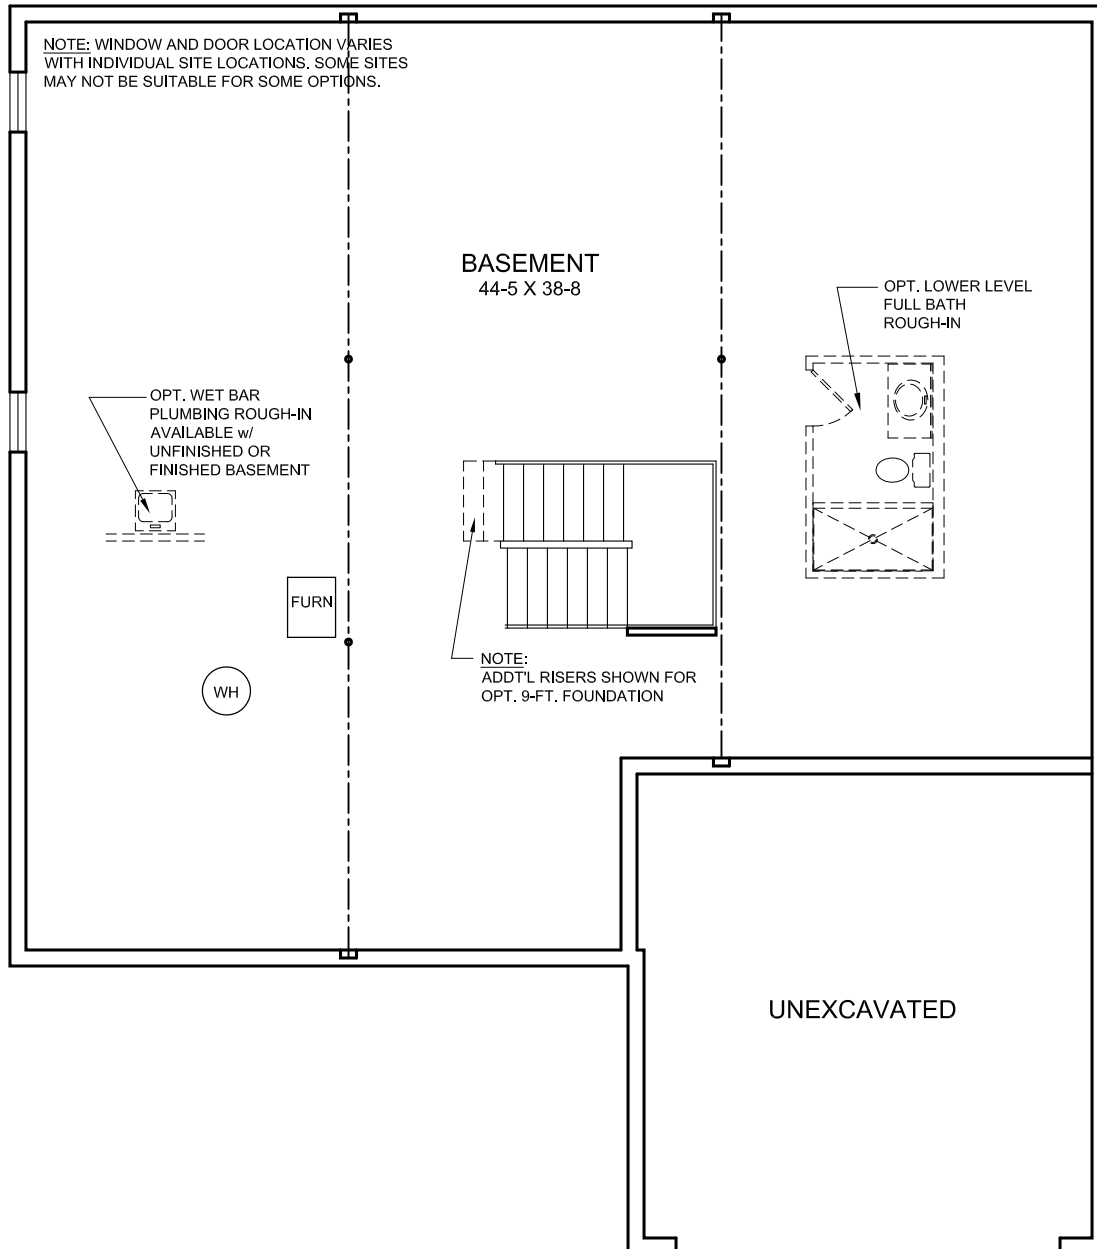 NOTE: WINDOW AND DOOR LOCATION VARIES
WITH INDIVIDUAL SITE LOCATIONS. SOME SITES
MAY NOT BE SUITABLE FOR SOME OPTIONS.
BASEMENT
44-5 X 38-8
OPT. LOWER LEVEL
FULL BATH
ROUGH-IN
OPT. WET BAR
PLUMBING ROUGH-IN
AVAILABLE w/
UNFINISHED OR
FINISHED BASEMENT
FURN
WH
NOTE:
ADDT'L RISERS SHOWN FOR
OPT. 9-FT. FOUNDATION
UNEXCAVATED